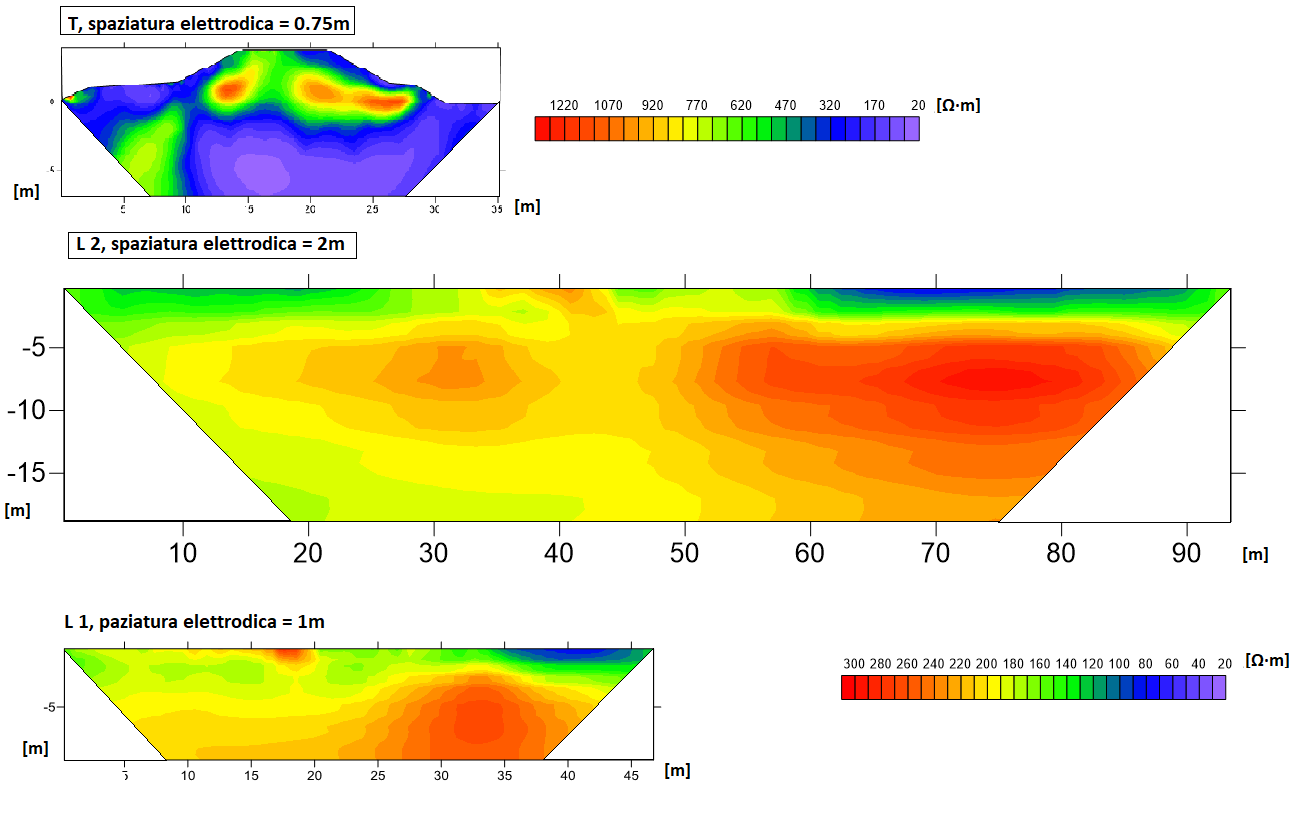 T, spaziatura elettrodica = 0.75m
1220 1070 920 770 620 470 320 170 20 [Ω·m]
0
[m]
5 10 15 20 25 30 35 [m]
L 2, spaziatura elettrodica = 2m
-5
-10
-15
[m]
10 20 30 40 50 60 70 80 90 [m]
L 1, paziatura elettrodica = 1m
300 280 260 240 220 200 180 160 140 120 100 80 60 40 20 [Ω·m]
-5
[m]
10 15 20 25 30 35 40 45 [m]